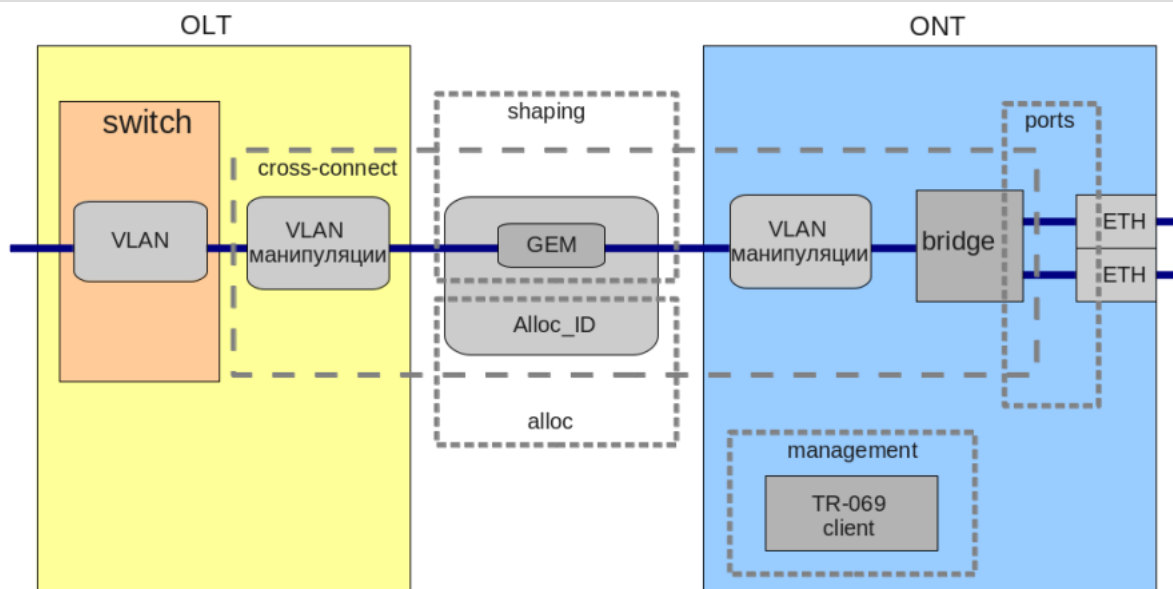 OLT
ONT
switch
shaping
ports
cross-connect
VLAN
VLAN
манипуляции
GEM
VLAN
манипуляции
bridge
ETH
ETH
Alloc_ID
alloc
management
TR-069
client